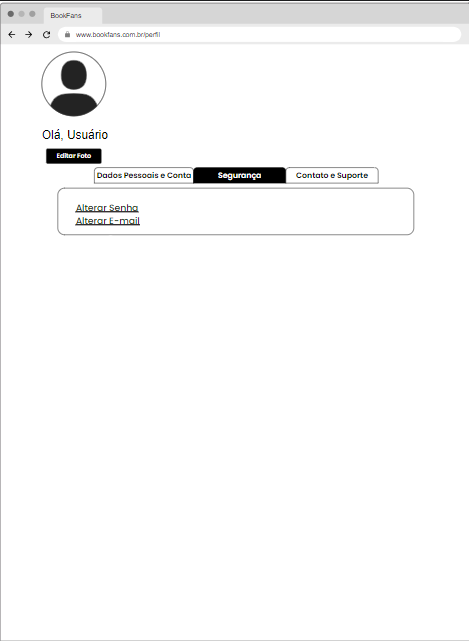 BookFans
www.bookfans.com.br/perfil
Olá, Usuário
Editar Foto
Dados Pessoais e Conta Segurança Contato e Suporte
Alterar Senha
Alterar E-mail